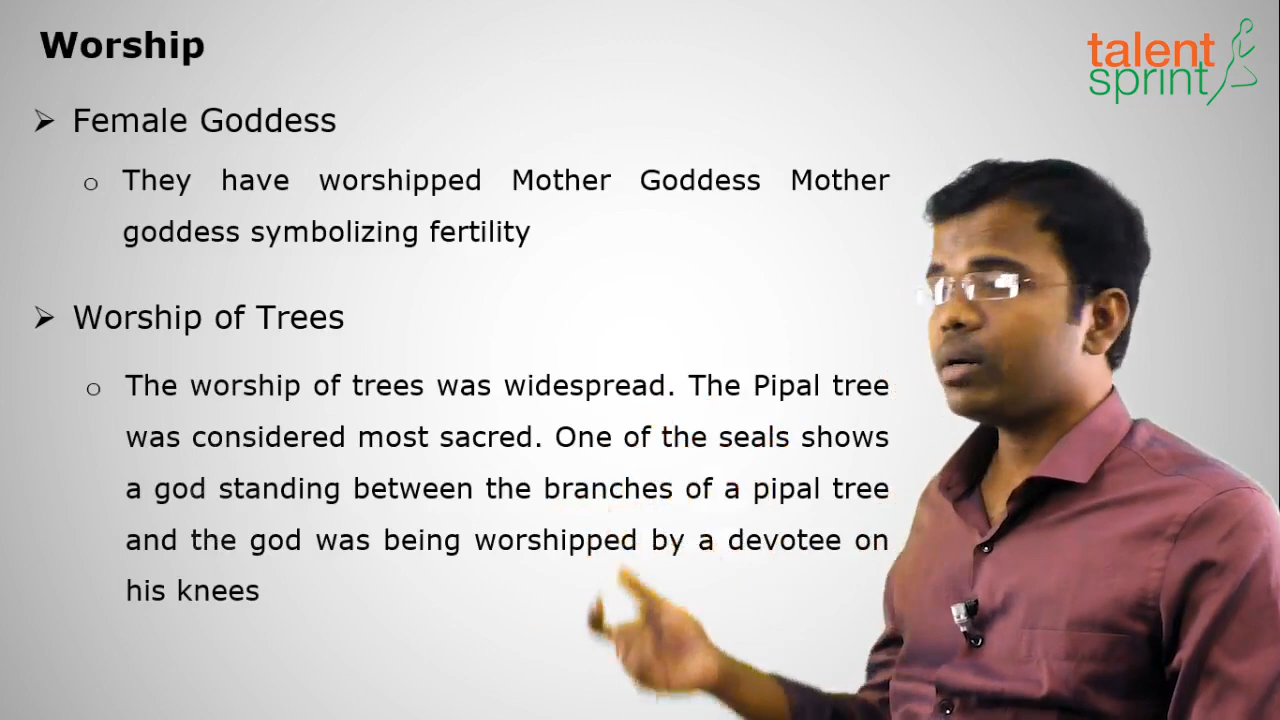 Worship
talent
sprint
➢ Female Goddess
o They have worshipped Mother Goddess Mother
goddess symbolizing fertility
➢ Worship of Trees
o The worship of trees was widespread. The Pipal tree
was considered most sacred. One of the seals shows
a god standing between the branches of a pipal tree
and the god was being worshipped by a devotee on
his knees